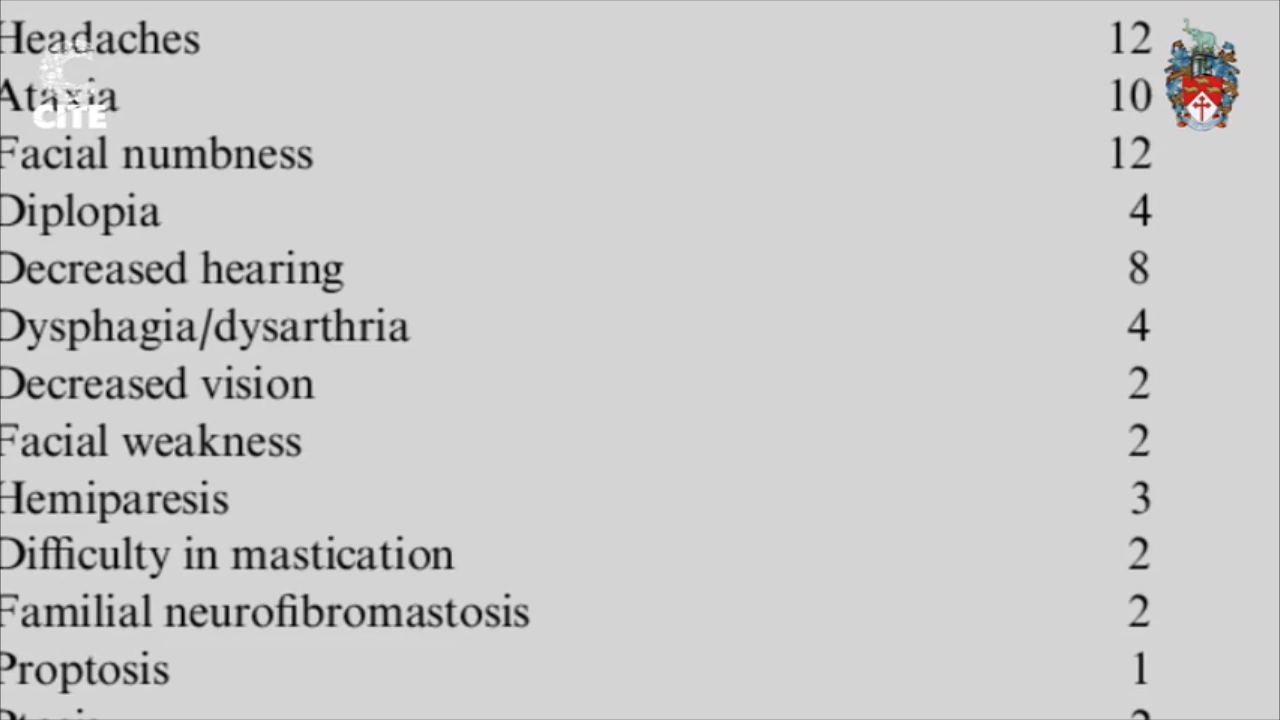 Headaches 12
Ataxia 10
CITE
Facial numbness 12
Diplopia 4
Decreased hearing 8
Dysphagia/dysarthria 4
Decreased vision 2
Facial weakness 2
Hemiparesis 3
Difficulty in mastication 2
Familial neurofibromastosis 2
Proptosis 1